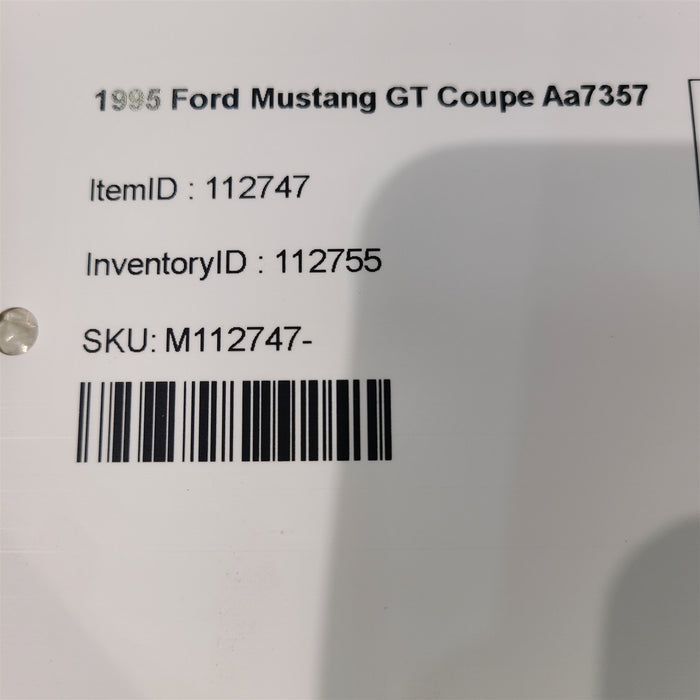 1995 Ford Mustang GT Coupe Aa7357
ItemID : 112747
InventoryID : 112755
SKU: M112747-